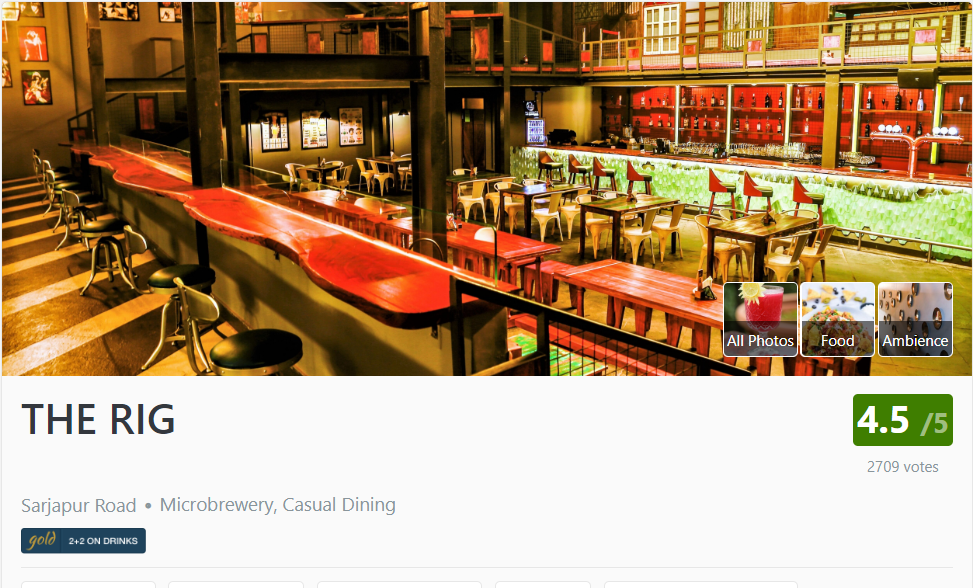 All Photos
Food
Ambience
THE RIG
4.5 /5
2709 votes
Sarjapur Road • Microbrewery, Casual Dining
gold 2+2 ON DRINKS